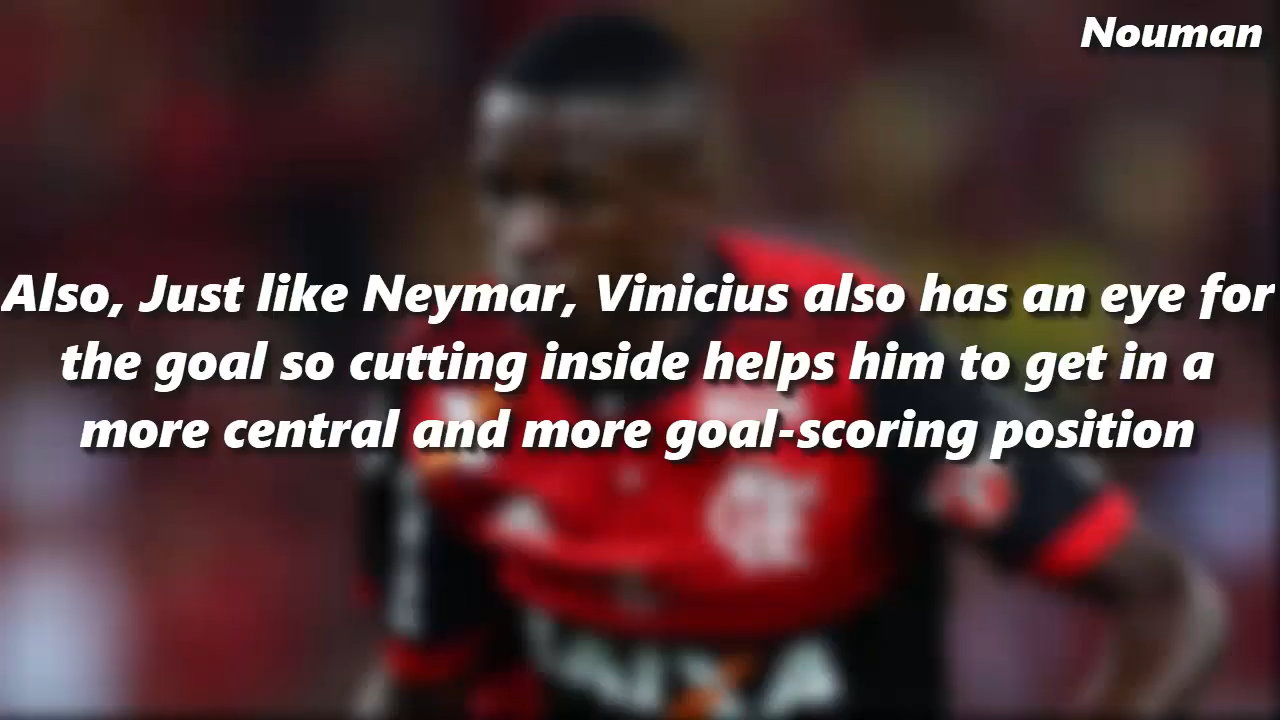 Nouman
Also, Just like Neymar, Vinicius also has an eye for
the goal so cutting inside helps him to get in a
more central and more goal-scoring position